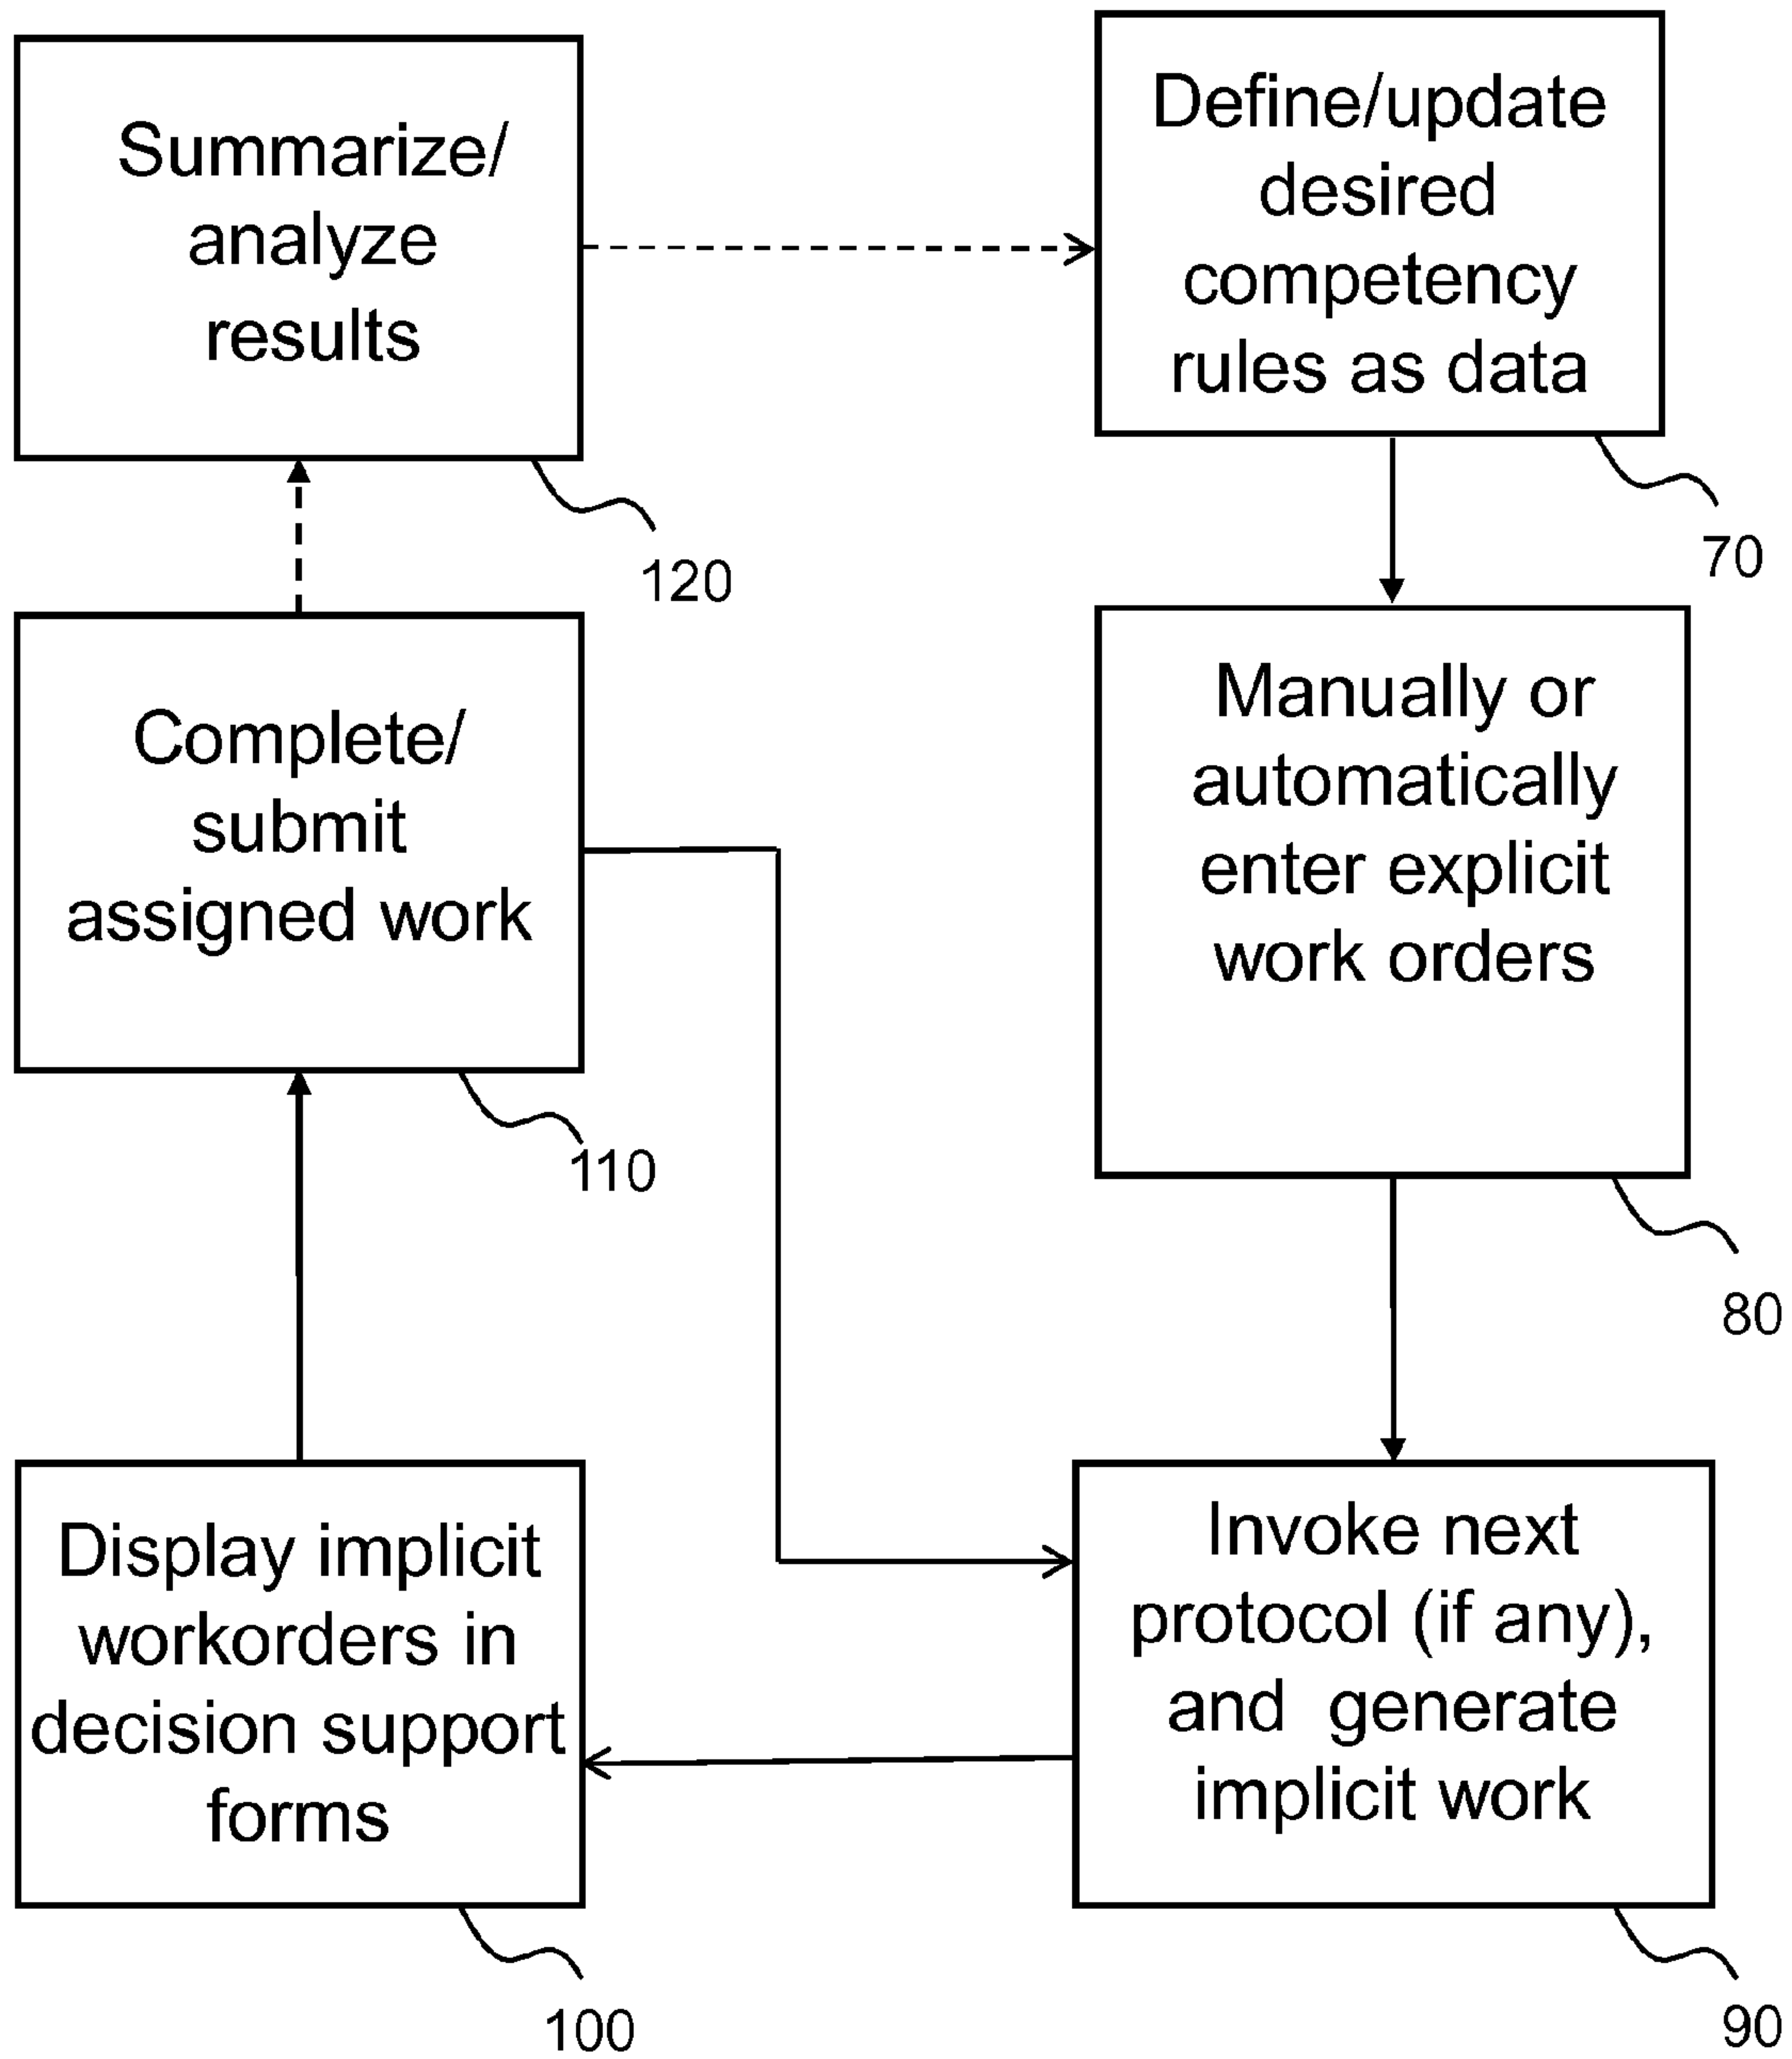 Summarize/
analyze
results
120
Define/update
desired
competency
rules as data
70
Complete/
submit
assigned work
110
Manually or
automatically
enter explicit
work orders
80
Display implicit
workorders in
decision support
forms
100
Invoke next
protocol (if any),
and generate
implicit work
90